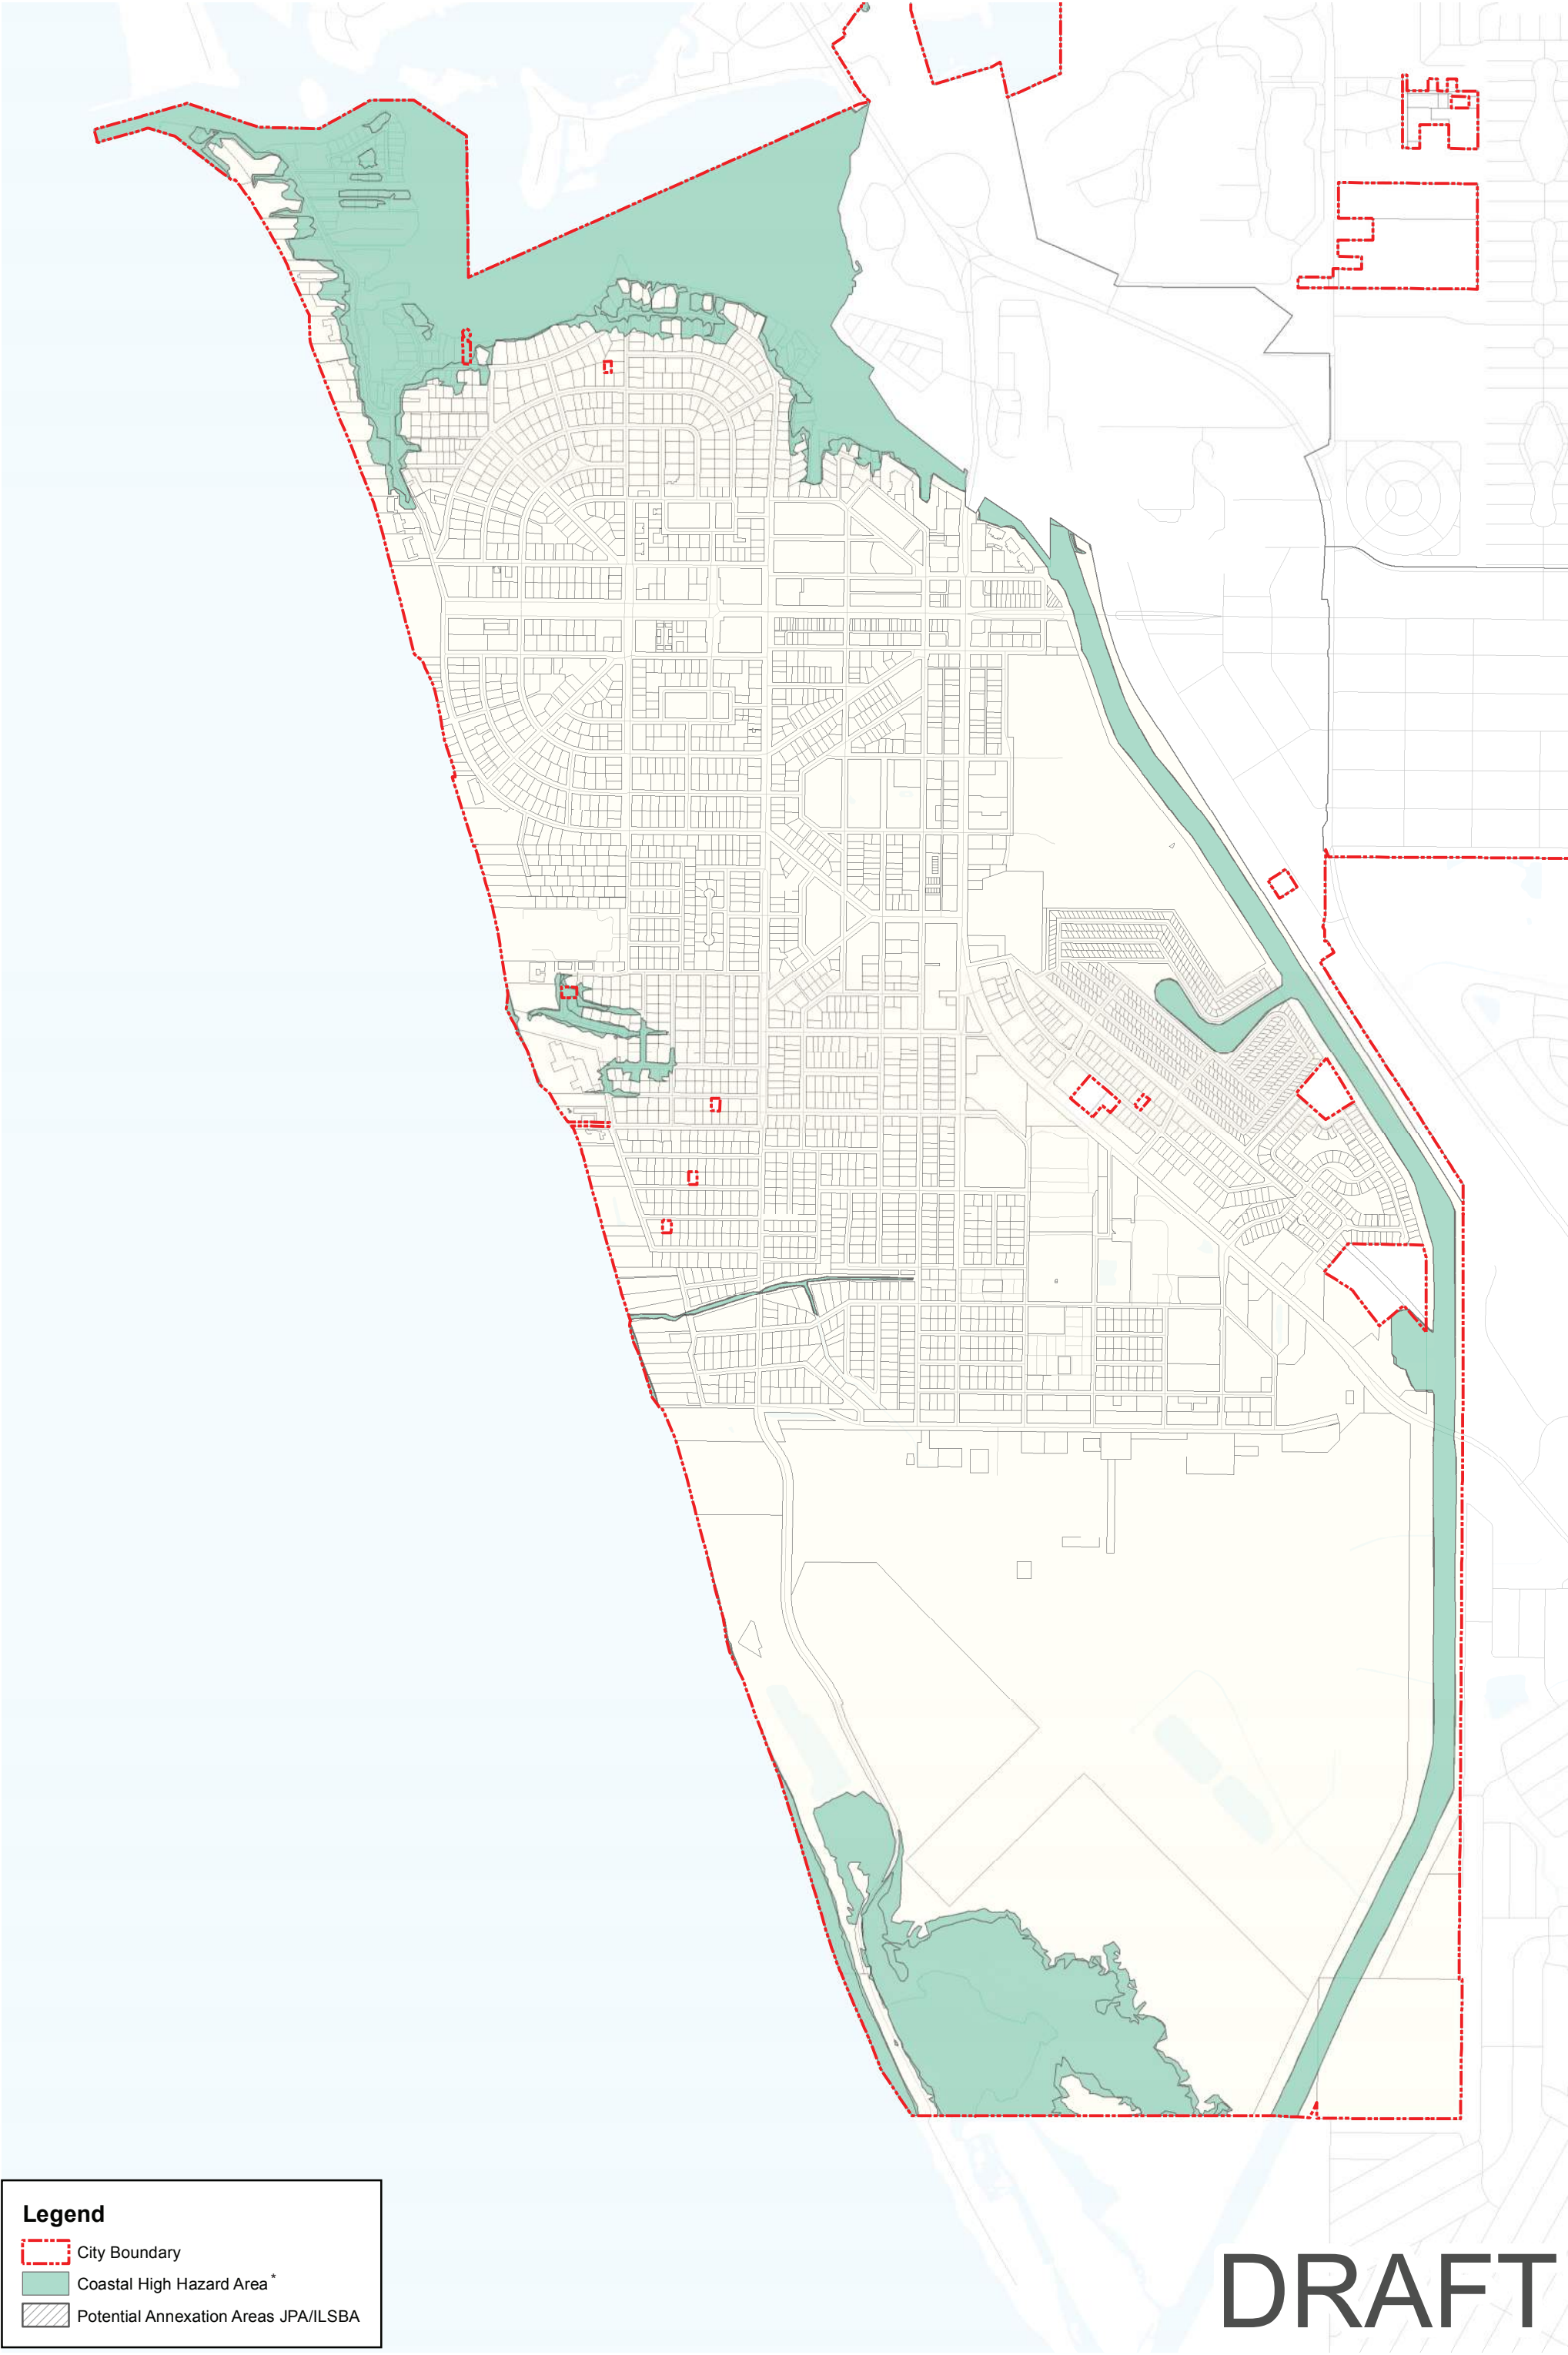 Legend
City Boundary
Coastal High Hazard Area *
Potential Annexation Areas JPA/ILSBA
DRAFT